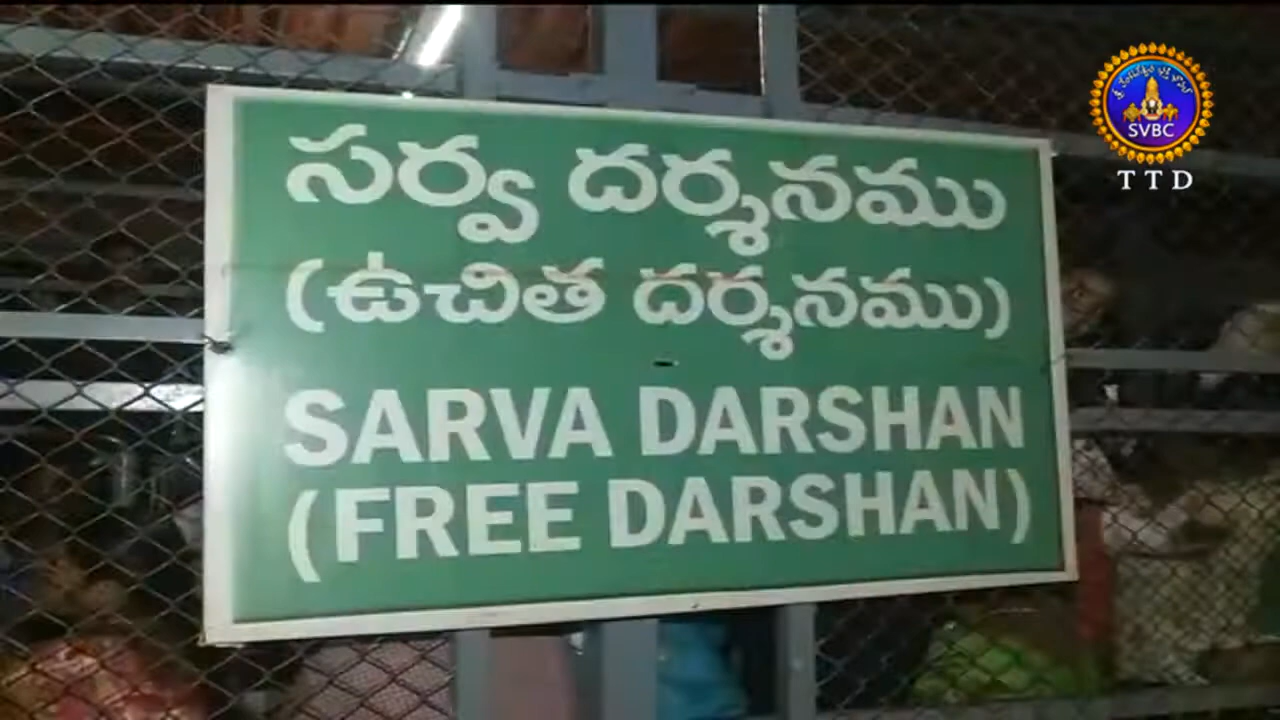 సర్వ దర్శనము
(ఉచిత దర్శనము)
SARVA DARSHAN
(FREE DARSHAN)
SVBC
TTD